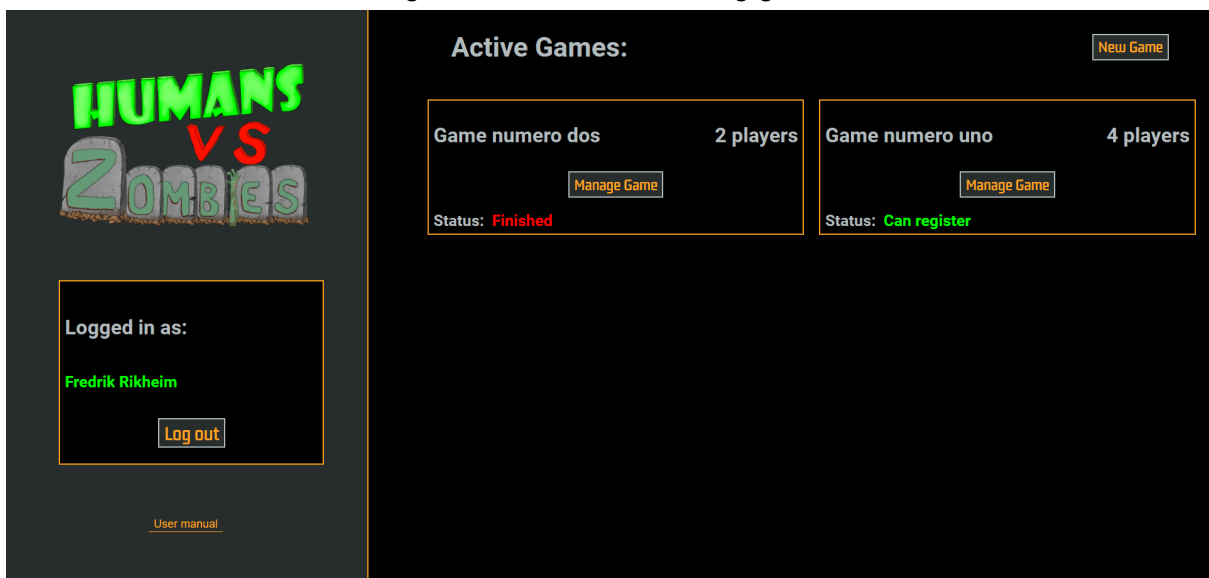 HUMANS
VS
ZOMBIES
Logged in as:
Fredrik Rikheim
Log out
User manual
Active Games:
New Game
Game numero dos 2 players
Manage Game
Status: Finished
Game numero uno 4 players
Manage Game
Status: Can register